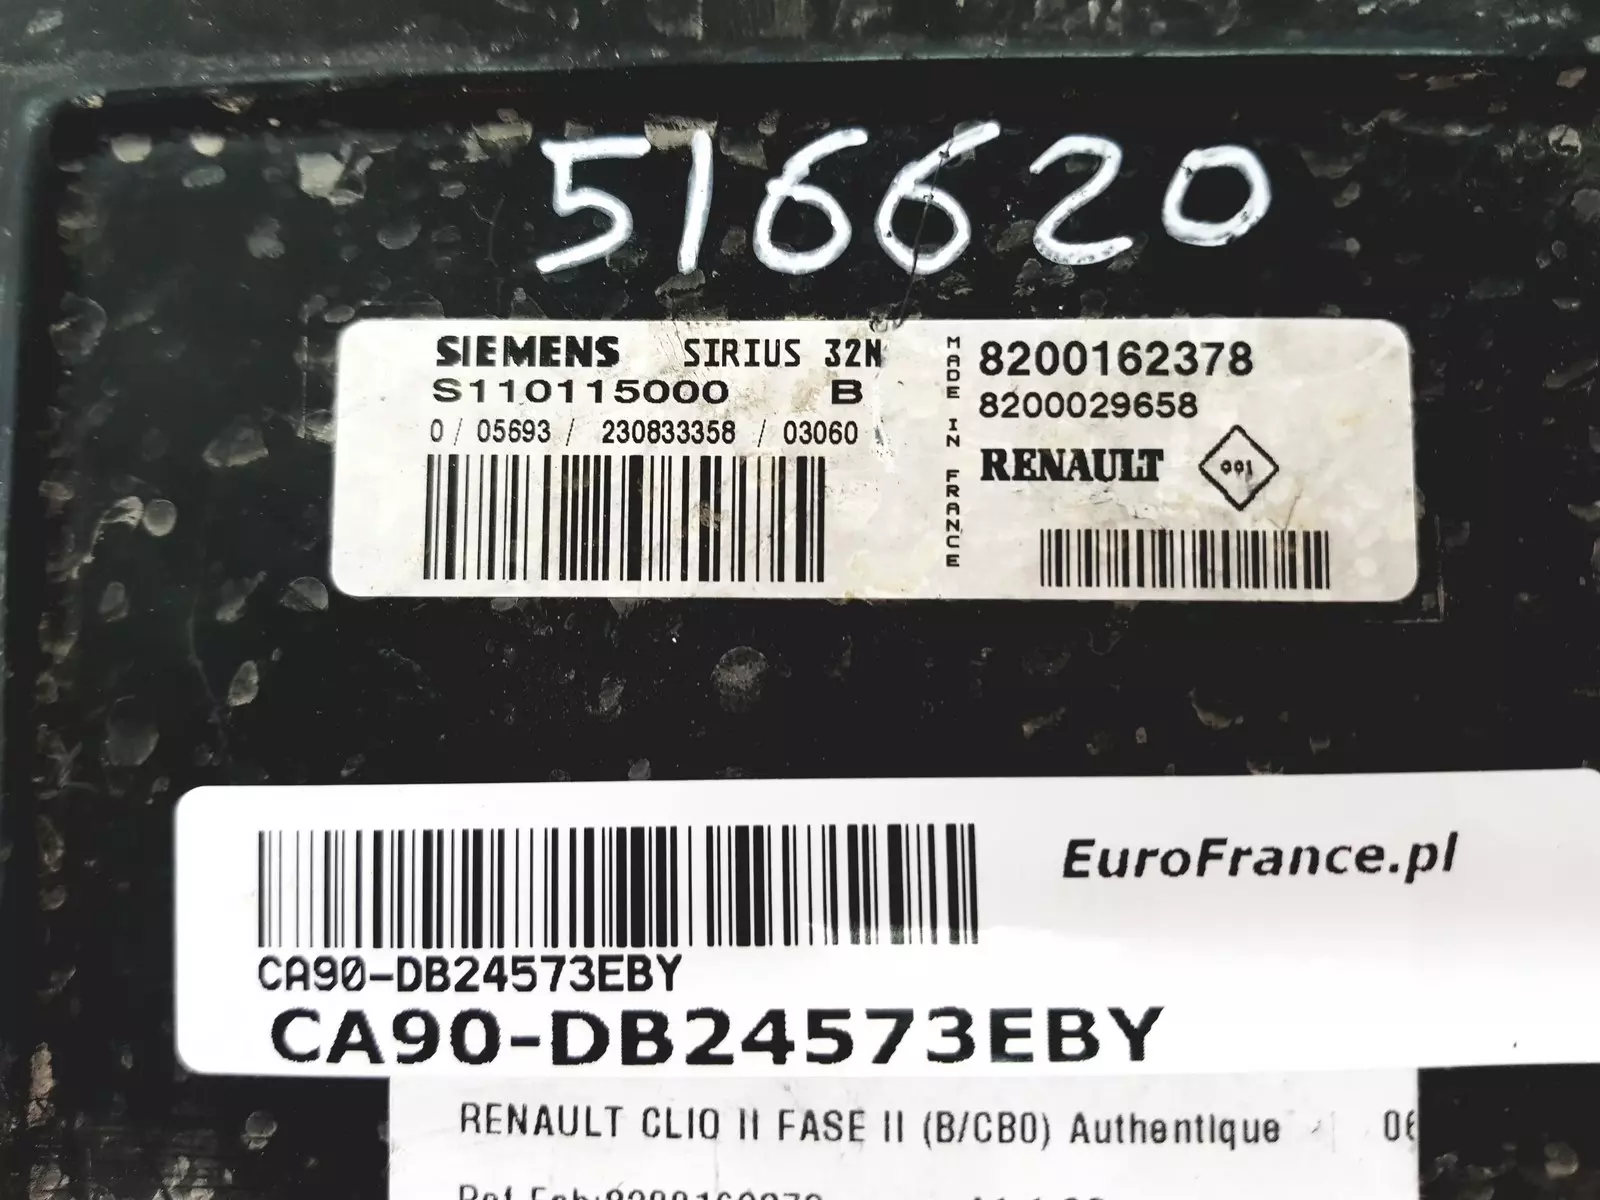 516620
SIEMENS SIRIUS 32N
S110115000 B
0 / 05693 / 230833358 / 03060
MADE IN FRANCE
8200162378
8200029658
RENAULT 001
EuroFrance.pl
CA90-DB24573EBY
CA90-DB24573EBY
RENAULT CLIO II FASE II (B/CB0) Authentique 06